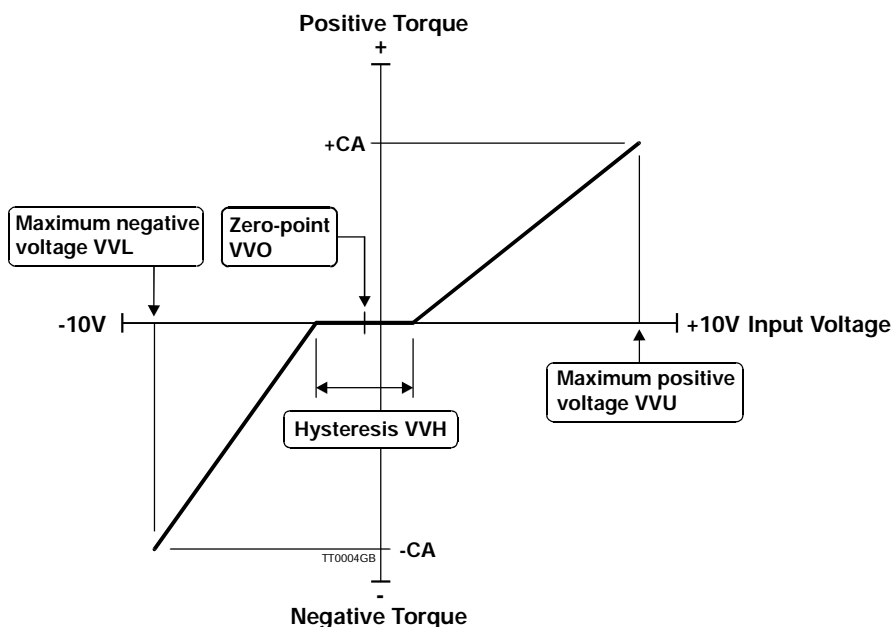 Positive Torque
+
+CA
Maximum negative
voltage VVL
Zero-point
VVO
-10V
+10V Input Voltage
Maximum positive
voltage VVU
Hysteresis VVH
TT0004GB
-CA
-
Negative Torque